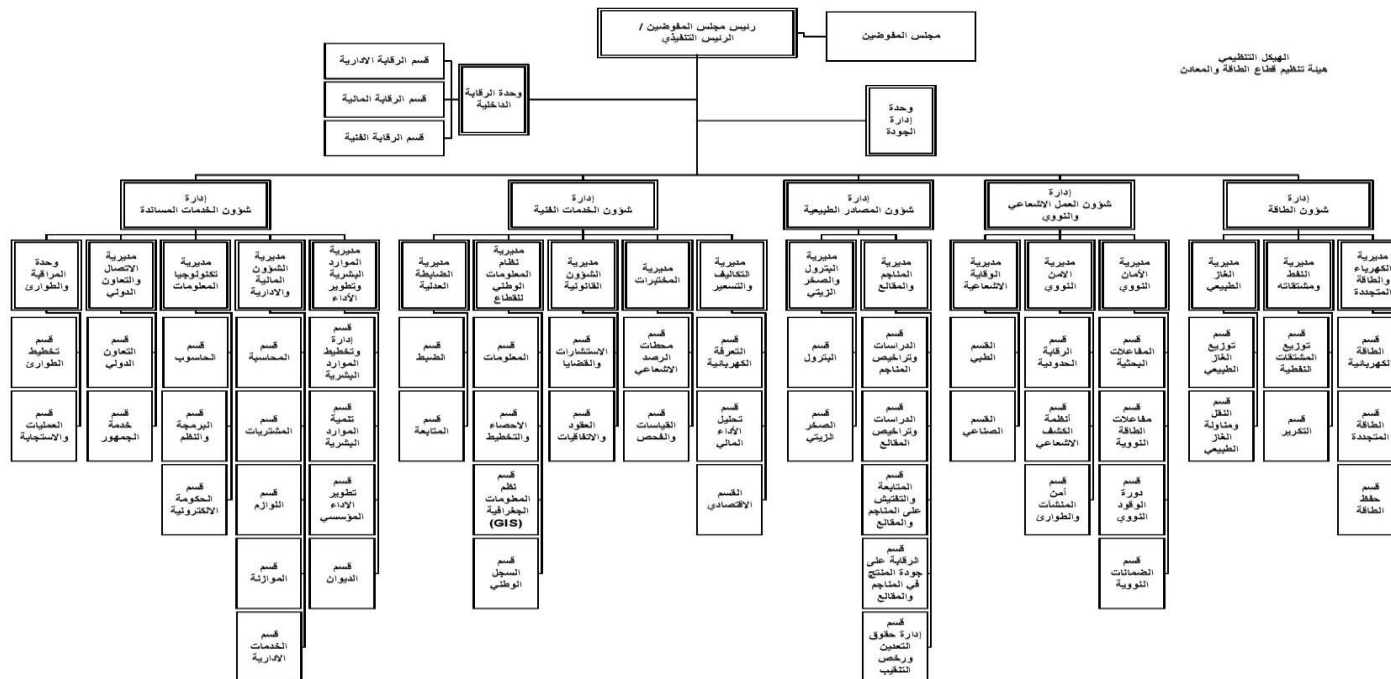 رئيس مجلس المفوضين /
الرئيس التنفيذي
مجلس المفوضين
الهيكل التنظيمي
هيئة تنظيم قطاع الطاقة والمعادن
وحدة
إدارة
الجودة
وحدة الرقابة
الداخلية
قسم الرقابة الادارية
قسم الرقابة المالية
قسم الرقابة الفنية
إدارة
شؤون الطاقة
إدارة
شؤون العمل الاشعاعي
والنووي
إدارة
شؤون المصادر الطبيعية
إدارة
شؤون الخدمات الفنية
إدارة
شؤون الخدمات المساندة
مديرية
الكهرباء
والطاقة
المتجددة
قسم
الطاقة
الكهربائية
قسم
الطاقة
المتجددة
قسم
حفظ
الطاقة
مديرية
النفط
ومشتقاته
قسم
توزيع
المشتقات
النفطية
قسم
التكرير
مديرية
الغاز
الطبيعي
قسم
توزيع
الغاز
الطبيعي
قسم
النقل
ومناولة
الغاز
الطبيعي
مديرية
الأمان
النووي
قسم
المفاعلات
البحثية
قسم
مفاعلات
الطاقة
النووية
قسم
دورة
الوقود
النووي
قسم
الضمانات
النووية
مديرية
الامن
النووي
قسم
الرقابة
الحدودية
قسم
أنظمة
الكشف
الاشعاعي
قسم
أمن
المنشآت
والطوارئ
مديرية
الوقاية
الاشعاعية
القسم
الطبي
القسم
الصناعي
مديرية
المناجم
والمقالع
قسم
الدراسات
وتراخيص
المناجم
قسم
الدراسات
وتراخيص
المقالع
قسم
المتابعة
والتفتيش
على المناجم
والمقالع
قسم
الرقابة على
جودة المنتج
في المناجم
والمقالع
قسم
إدارة حقوق
التعدين
ورخص
التنقيب
مديرية
البترول
والصخر
الزيتي
قسم
البترول
قسم
الصخر
الزيتي
مديرية
التكاليف
والتسعير
قسم
التعرفة
الكهربائية
قسم
تحليل
الأداء
المالي
القسم
الاقتصادي
مديرية
المختبرات
قسم
محطات
الرصد
الاشعاعي
قسم
القياسات
والفحص
مديرية
الشؤون
القانونية
قسم
الاستشارات
والقضايا
قسم
العقود
والاتفاقيات
مديرية
نظام
المعلومات
الوطني
للقطاع
قسم
المعلومات
قسم
الاحصاء
والتخطيط
قسم
نظم
المعلومات
الجغرافية
(GIS)
قسم
السجل
الوطني
مديرية
الضابطة
العدلية
قسم
الضبط
قسم
المتابعة
مديرية
الموارد
البشرية
وتطوير
الأداء
قسم
إدارة
وتخطيط
الموارد
البشرية
قسم
تنمية
الموارد
البشرية
قسم
تطوير
الاداء
المؤسسي
قسم
الديوان
مديرية
الشؤون
المالية
والادارية
قسم
المحاسبة
قسم
المشتريات
قسم
اللوازم
قسم
الموازنة
قسم
الخدمات
الادارية
مديرية
تكنولوجيا
المعلومات
قسم
الحاسوب
قسم
البرمجة
والنظم
قسم
الحكومة
الالكترونية
مديرية
الاتصال
والتعاون
الدولي
قسم
التعاون
الدولي
قسم
خدمة
الجمهور
وحدة
المراقبة
والطوارئ
قسم
تخطيط
الطوارئ
قسم
العمليات
والاستجابة